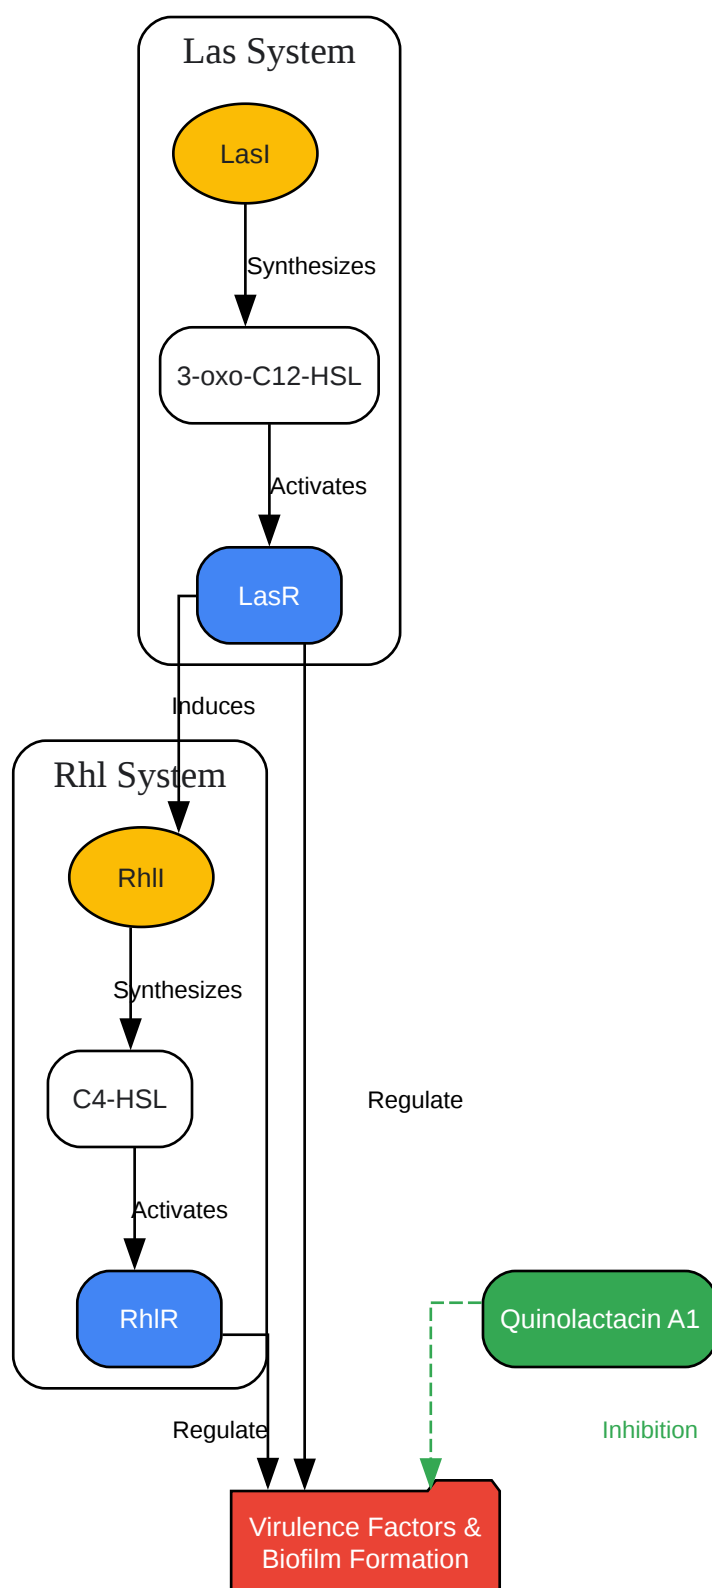 Las System
LasI
Synthesizes
3-oxo-C12-HSL
Activates
LasR
Induces
Rhl System
RhlI
Synthesizes
C4-HSL
Regulate
Activates
RhlR
Quinolactacin A1
Regulate
Inhibition
Virulence Factors &
Biofilm Formation